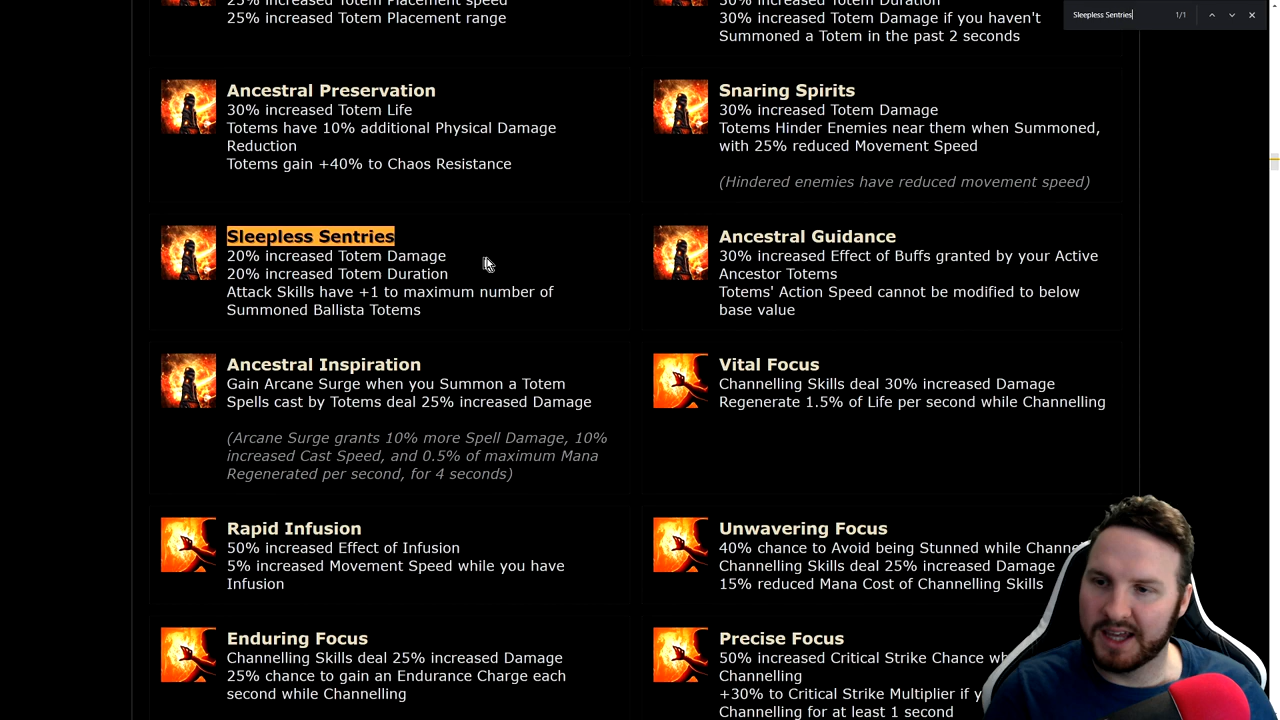 25% increased Totem Placement speed
25% increased Totem Placement range
30% increased Totem Duration
30% increased Totem Damage if you haven't
Summoned a Totem in the past 2 seconds
Sleepless Sentries
1/1
Ancestral Preservation
30% increased Totem Life
Totems have 10% additional Physical Damage
Reduction
Totems gain +40% to Chaos Resistance
Snaring Spirits
30% increased Totem Damage
Totems Hinder Enemies near them when Summoned,
with 25% reduced Movement Speed
(Hindered enemies have reduced movement speed)
Sleepless Sentries
20% increased Totem Damage
20% increased Totem Duration
Attack Skills have +1 to maximum number of
Summoned Ballista Totems
Ancestral Guidance
30% increased Effect of Buffs granted by your Active
Ancestor Totems
Totems' Action Speed cannot be modified to below
base value
Ancestral Inspiration
Gain Arcane Surge when you Summon a Totem
Spells cast by Totems deal 25% increased Damage
(Arcane Surge grants 10% more Spell Damage, 10%
increased Cast Speed, and 0.5% of maximum Mana
Regenerated per second, for 4 seconds)
Vital Focus
Channelling Skills deal 30% increased Damage
Regenerate 1.5% of Life per second while Channelling
Rapid Infusion
50% increased Effect of Infusion
5% increased Movement Speed while you have
Infusion
Unwavering Focus
40% chance to Avoid being Stunned while Channe
Channelling Skills deal 25% increased Damage
15% reduced Mana Cost of Channelling Skills
Enduring Focus
Channelling Skills deal 25% increased Damage
25% chance to gain an Endurance Charge each
second while Channelling
Precise Focus
50% increased Critical Strike Chance wh
Channelling
+30% to Critical Strike Multiplier if y
Channelling for at least 1 second